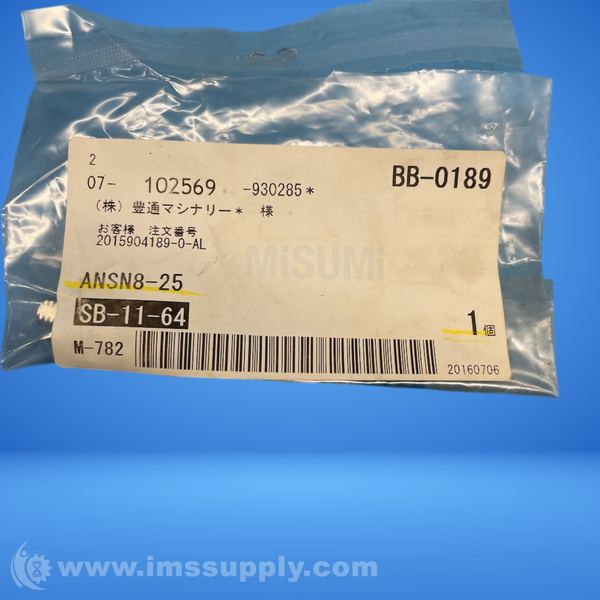 2
07- 102569 -930285*
BB-0189
(株) 豊通マシナリー* 様
お客様 注文番号
2015904189-0-AL
MiSUMi
ANSN8-25
SB-11-64
1個
M-782
20160706
www.imssupply.com